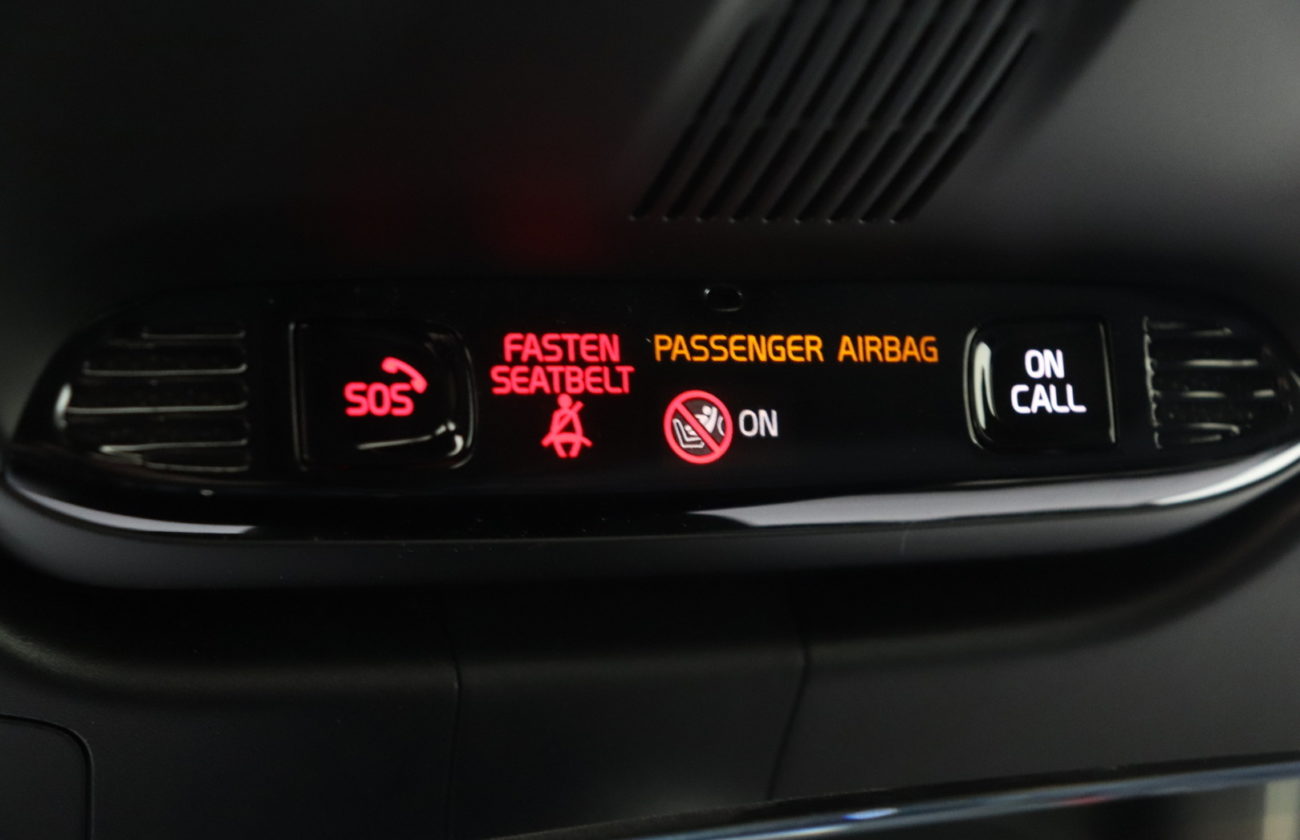 SOS
FASTEN
SEATBELT
PASSENGER AIRBAG
ON
ON
CALL